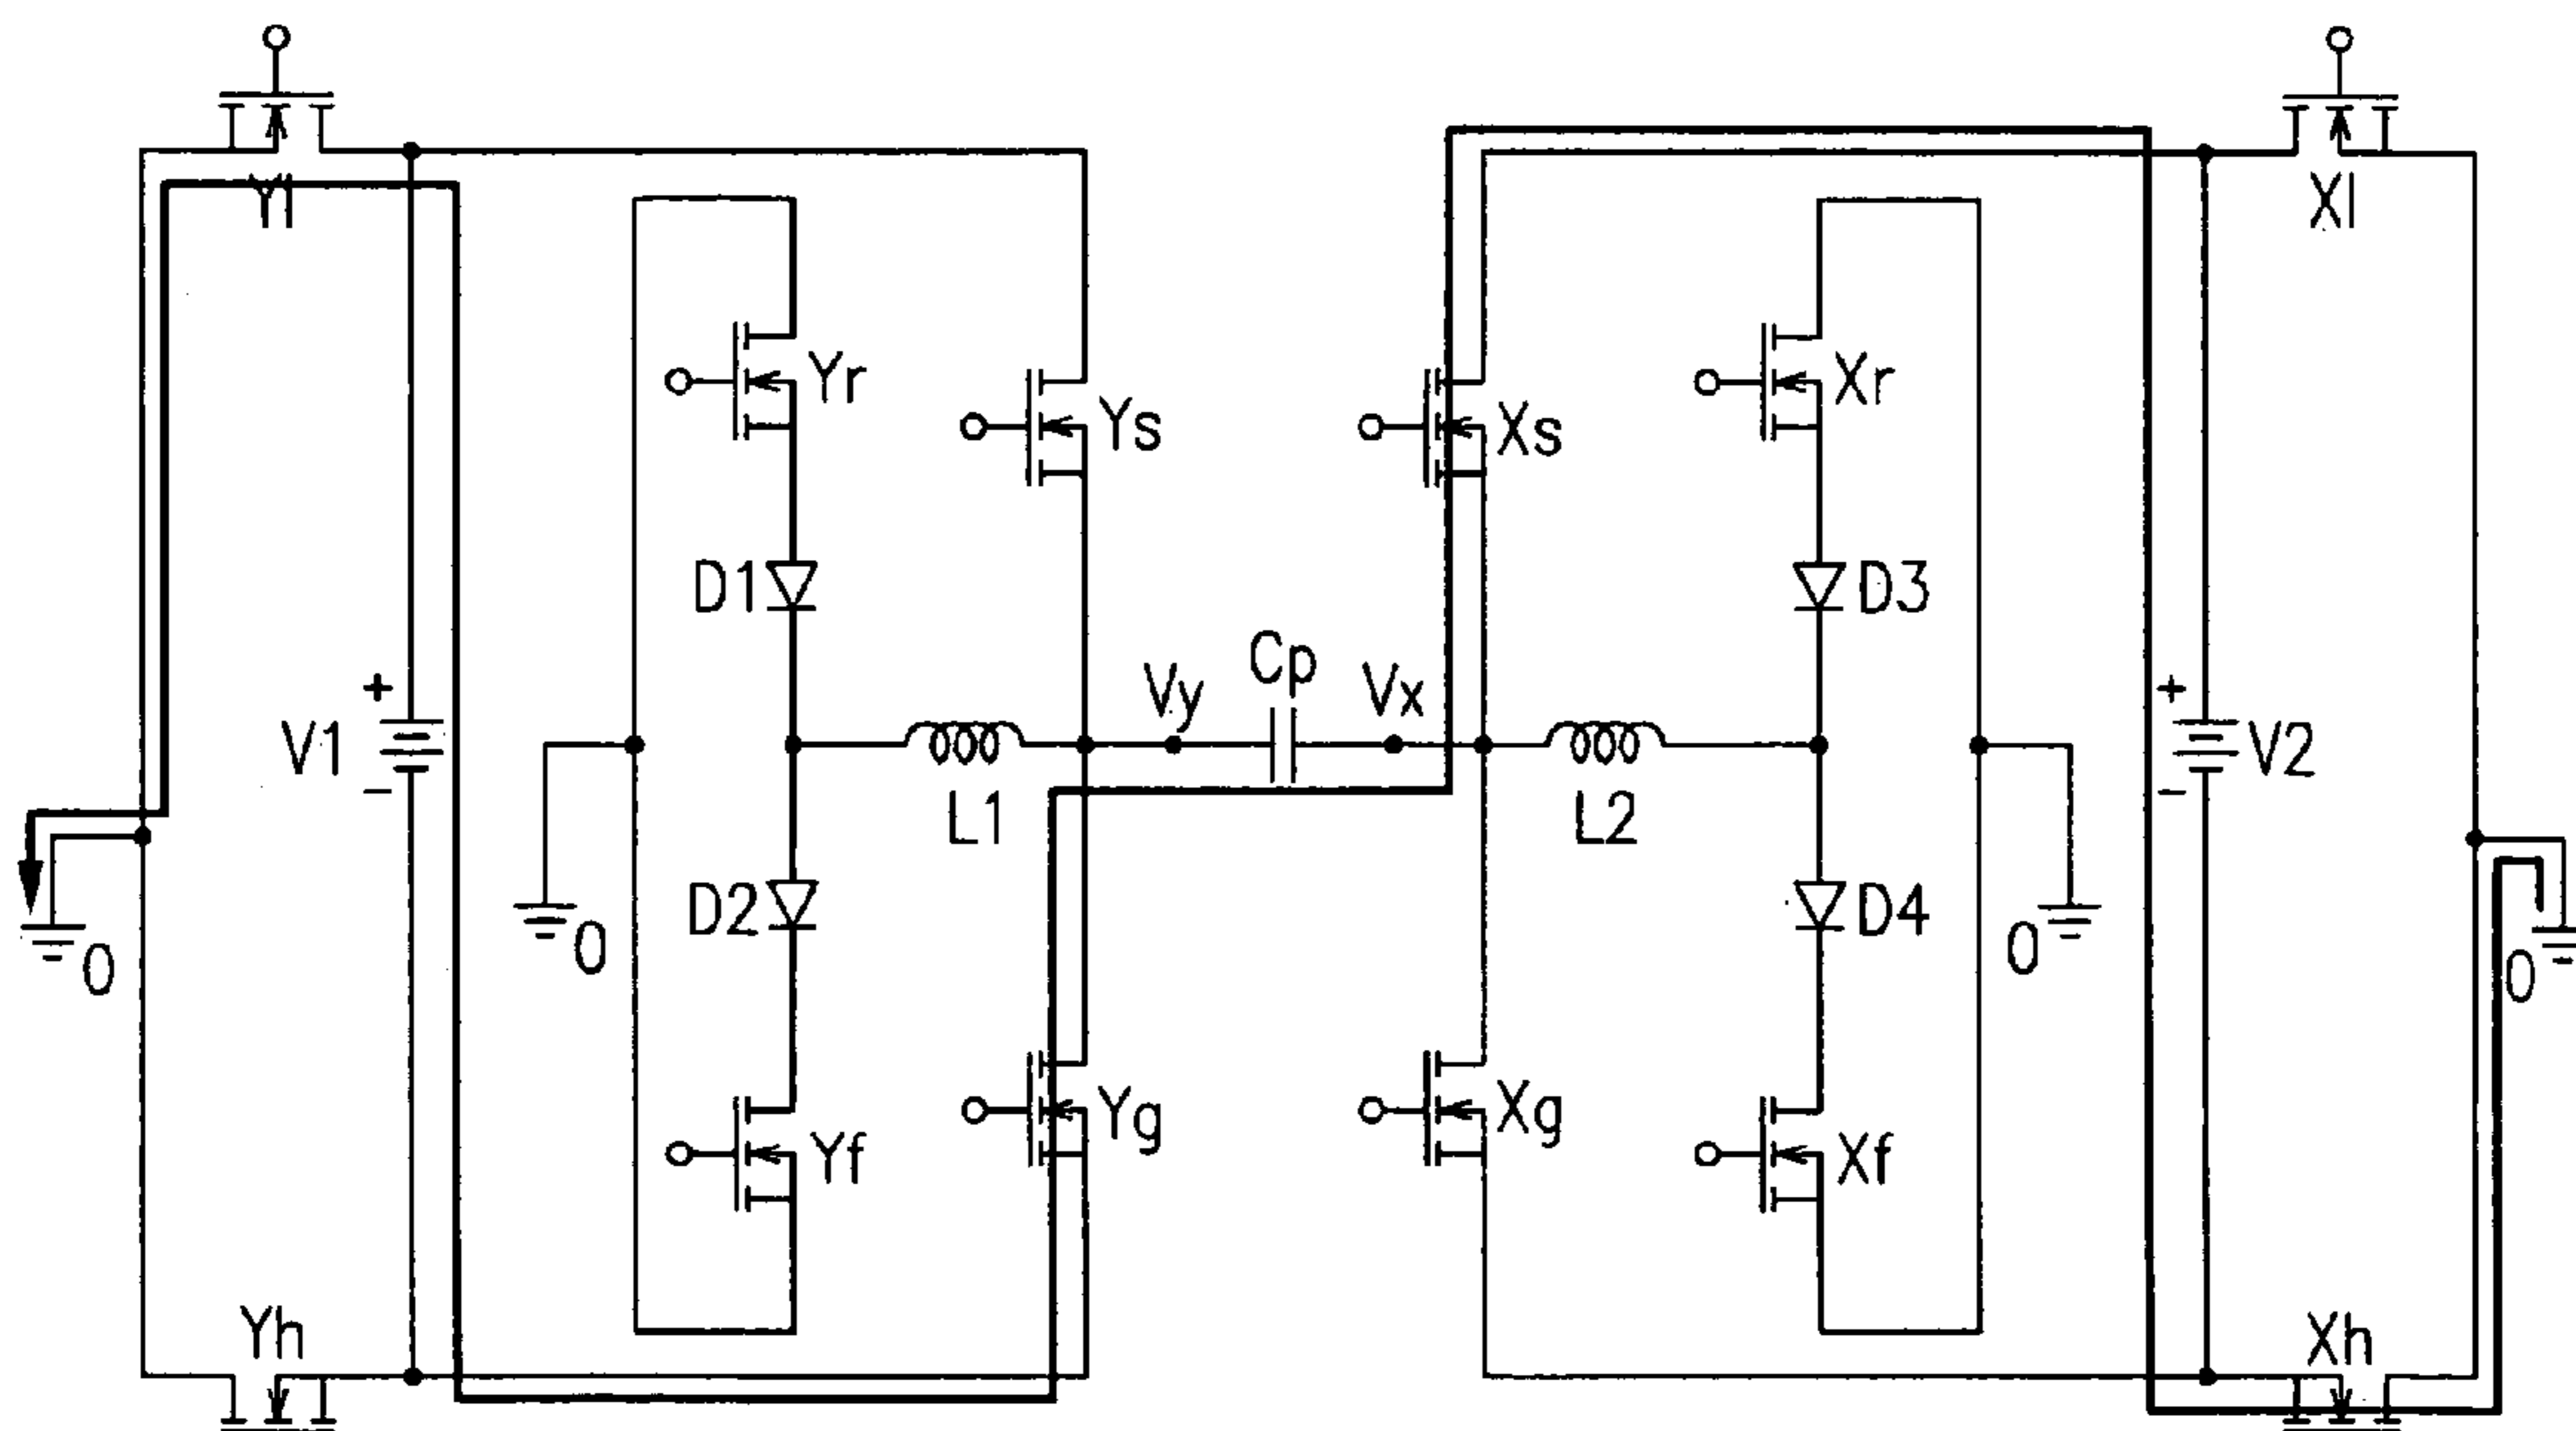 Yl
Xl
Yr
Ys
Xs
Xr
D1
D3
Vy
Cp
Vx
+
V1
−
L1
L2
+
V2
−
D2
D4
0
0
0
0
Yg
Xg
Yf
Xf
Yh
Xh